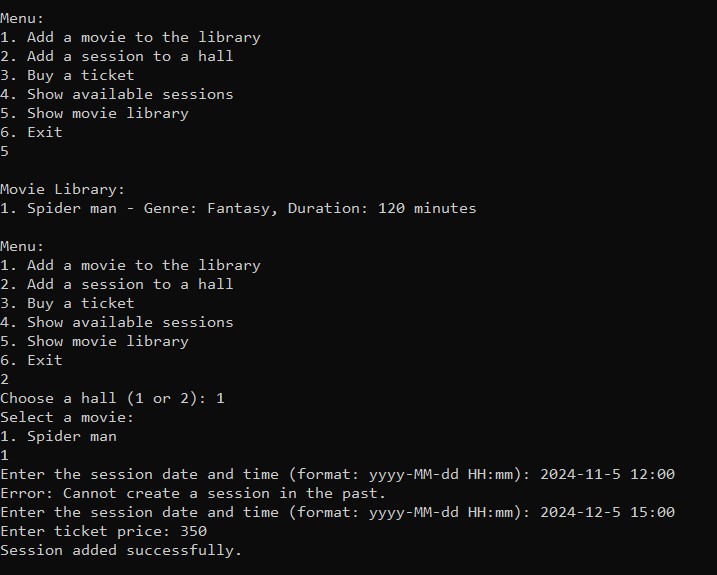 Menu:
1. Add a movie to the library
2. Add a session to a hall
3. Buy a ticket
4. Show available sessions
5. Show movie library
6. Exit
5
Movie Library:
1. Spider man - Genre: Fantasy, Duration: 120 minutes
Menu:
1. Add a movie to the library
2. Add a session to a hall
3. Buy a ticket
4. Show available sessions
5. Show movie library
6. Exit
2
Choose a hall (1 or 2): 1
Select a movie:
1. Spider man
1
Enter the session date and time (format: yyyy-MM-dd HH:mm): 2024-11-5 12:00
Error: Cannot create a session in the past.
Enter the session date and time (format: yyyy-MM-dd HH:mm): 2024-12-5 15:00
Enter ticket price: 350
Session added successfully.